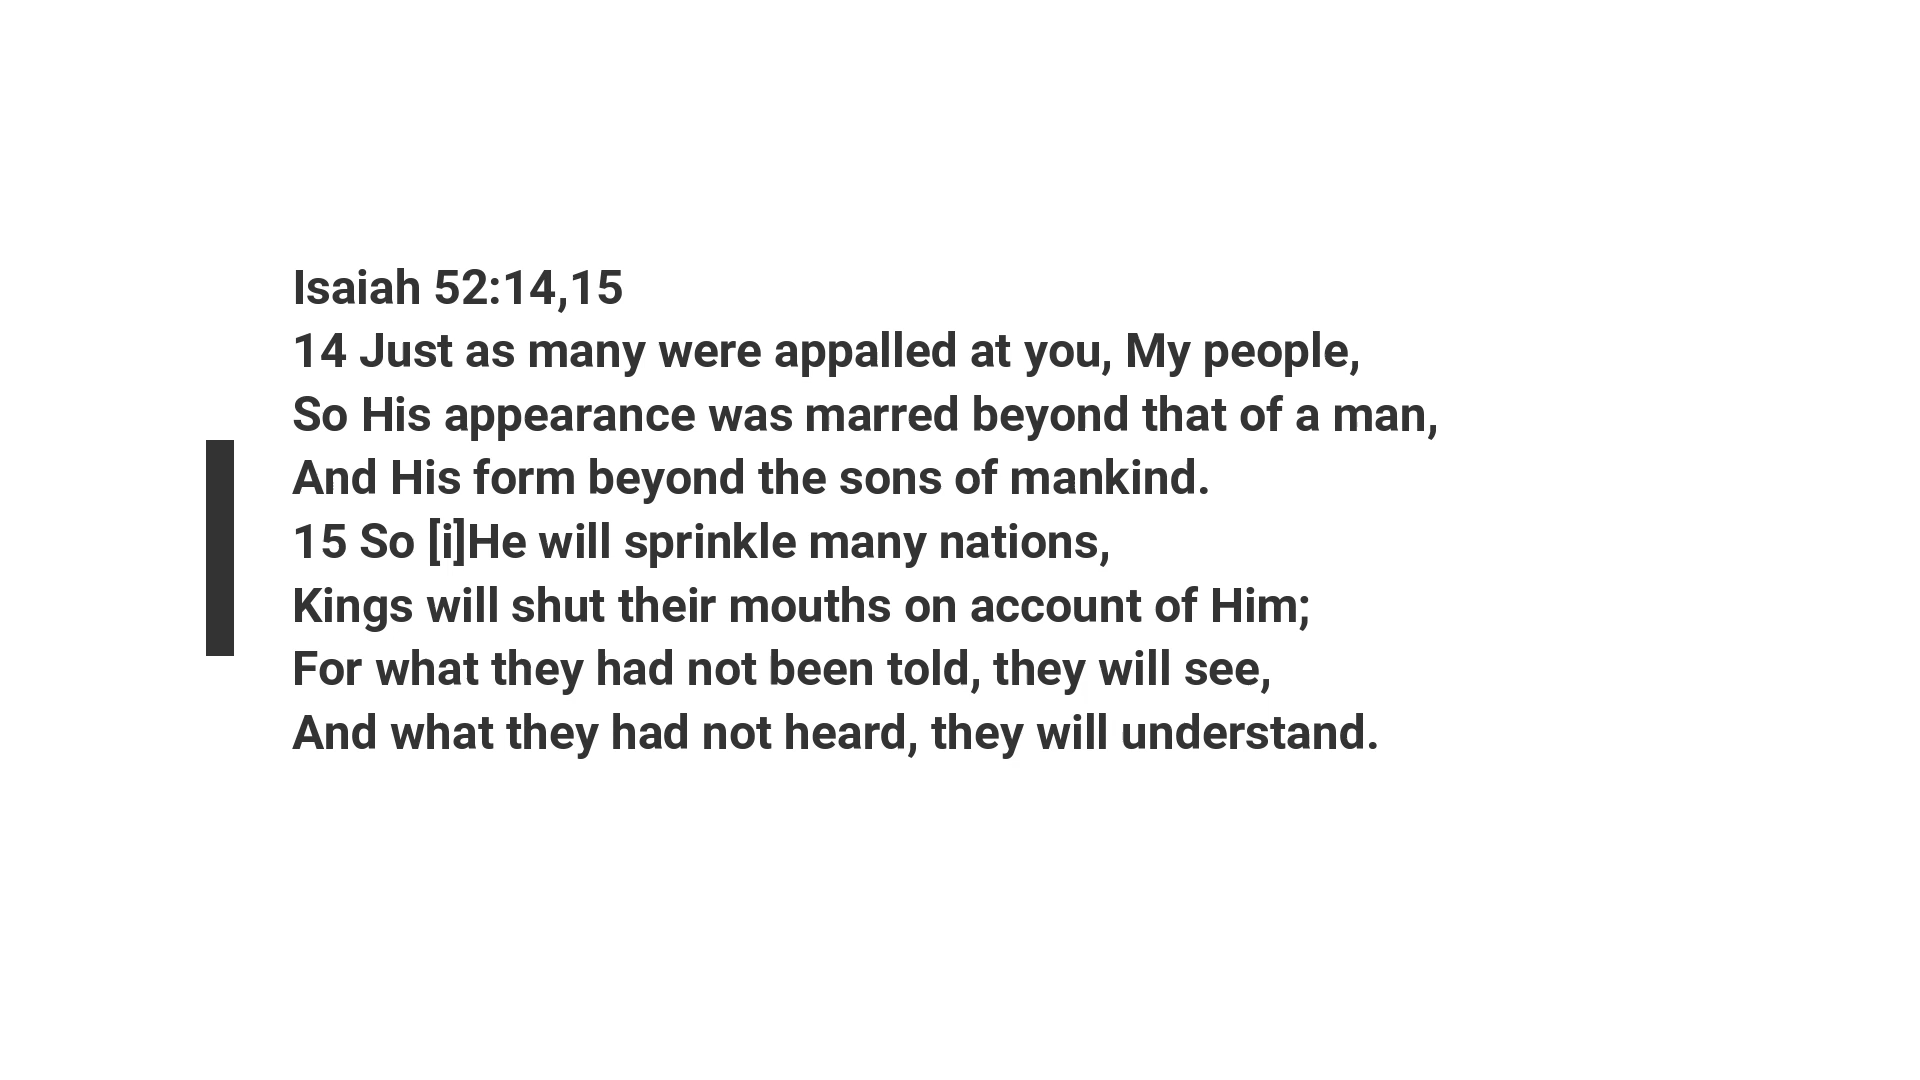 Isaiah 52:14,15
14 Just as many were appalled at you, My people,
So His appearance was marred beyond that of a man,
And His form beyond the sons of mankind.
15 So [i]He will sprinkle many nations,
Kings will shut their mouths on account of Him;
For what they had not been told, they will see,
And what they had not heard, they will understand.